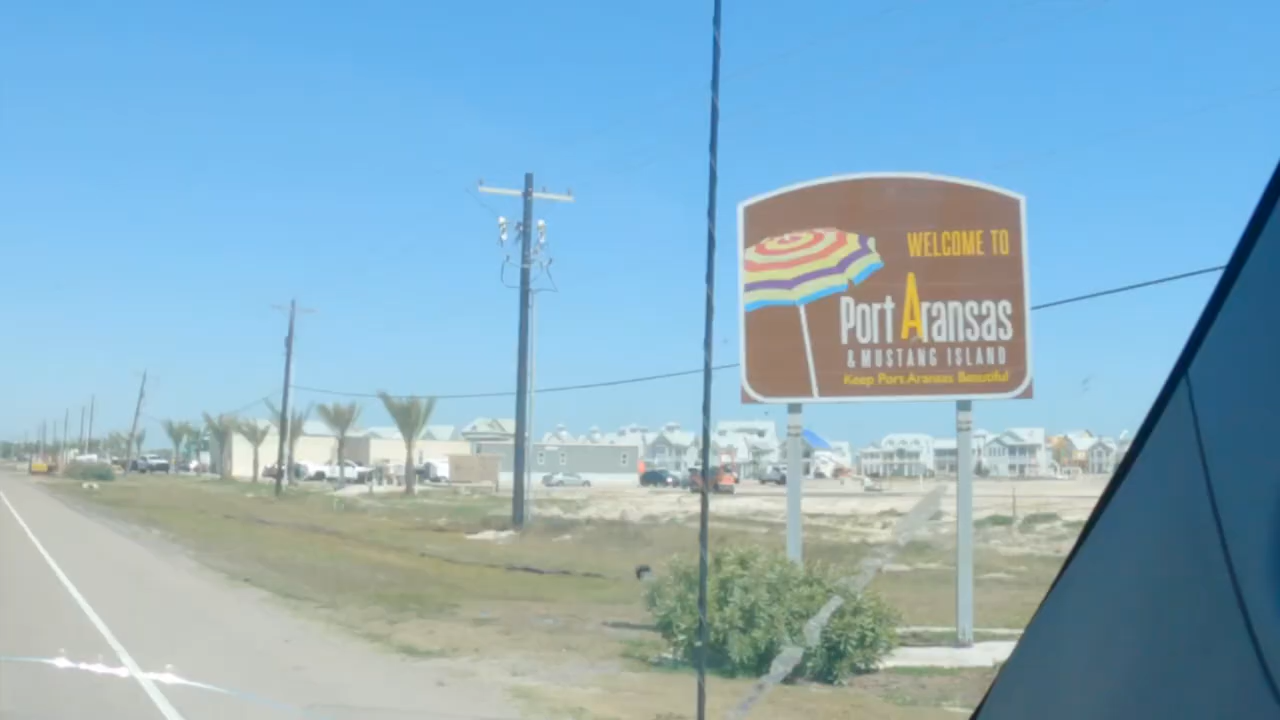 WELCOME TO
Port Aransas
& MUSTANG ISLAND
Keep Port Aransas Beautiful